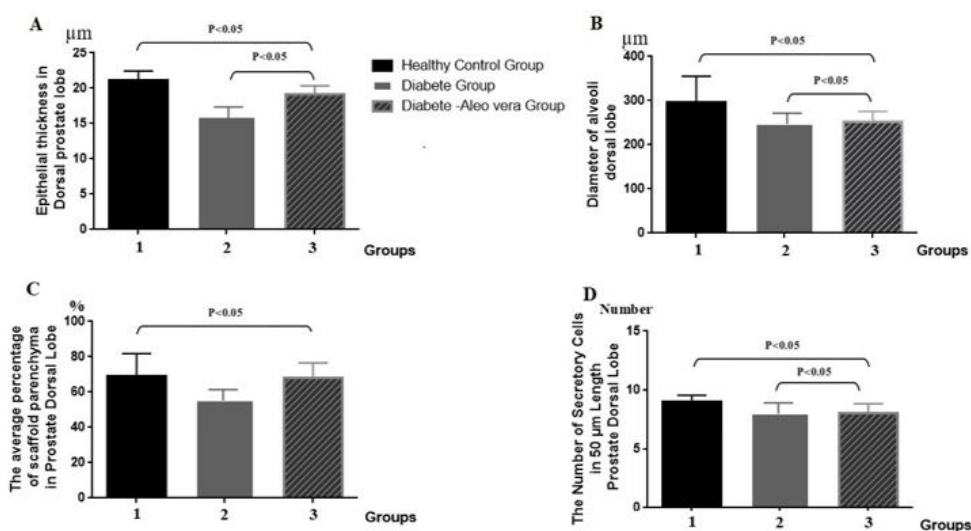 A
µm
P<0.05
P<0.05
25
20
15
10
5
0
Epithelial thickness in
Dorsal prostate lobe
1
2
3
Groups
Healthy Control Group
Diabete Group
Diabete -Aleo vera Group
B
µm
P<0.05
P<0.05
400
300
200
100
0
Diameter of alveoli
dorsal lobe
1
2
3
Groups
C
%
P<0.05
100
80
60
40
20
0
The average percentage
of scaffold parenchyma
in Prostate Dorsal Lobe
1
2
3
Groups
D
Number
P<0.05
P<0.05
15
10
5
0
The Number of Secretory Cells
in 50 µm Length
Prostate Dorsal Lobe
1
2
3
Groups